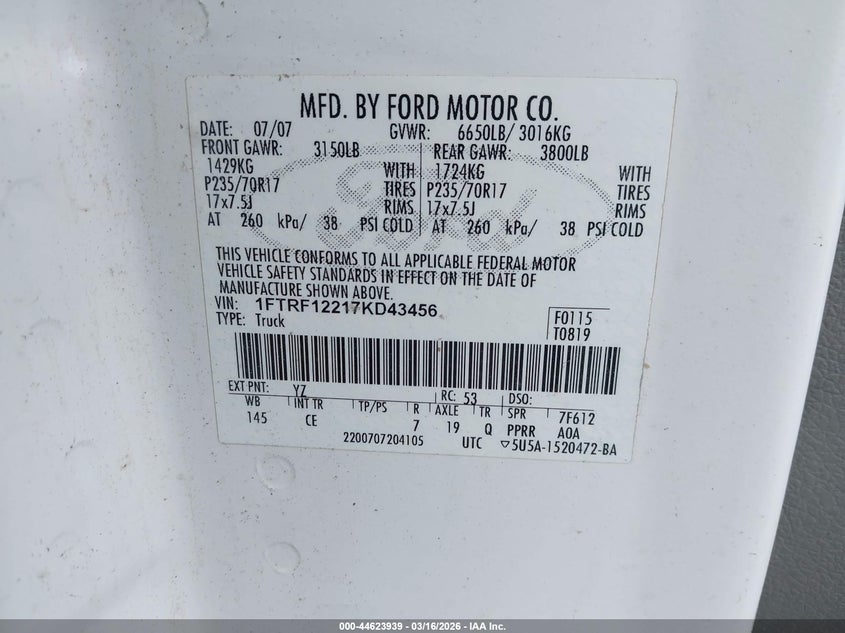 MFD. BY FORD MOTOR CO.
DATE: 07/07 GVWR: 6650LB/ 3016KG
FRONT GAWR: 3150LB REAR GAWR: 3800LB
1429KG WITH 1724KG WITH
P235/70R17 TIRES P235/70R17 TIRES
17x7.5J RIMS 17x7.5J RIMS
AT 260 kPa/ 38 PSI COLD AT 260 kPa/ 38 PSI COLD
Ford
THIS VEHICLE CONFORMS TO ALL APPLICABLE FEDERAL MOTOR
VEHICLE SAFETY STANDARDS IN EFFECT ON THE DATE OF
MANUFACTURE SHOWN ABOVE.
VIN: 1FTRF12217KD43456 F0115
TYPE: Truck T0819
EXT PNT: YZ RC: 53 DSO:
WB INT TR TP/PS R AXLE TR SPR 7F612
145 CE 7 19 Q PPRR A0A
2200707204105 UTC ▽5U5A-1520472-BA
000-44623939 - 03/16/2026 - IAA Inc.